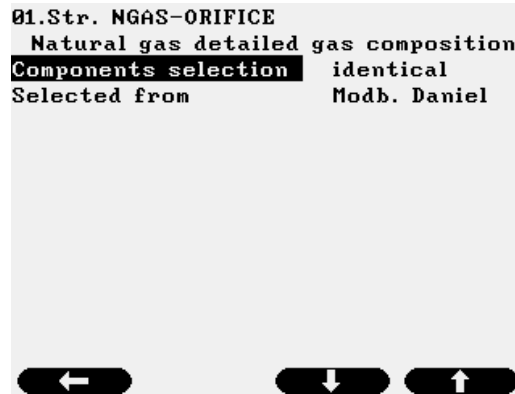 01.Str. NGAS-ORIFICE
Natural gas detailed gas composition
Components selection identical
Selected from Modb. Daniel